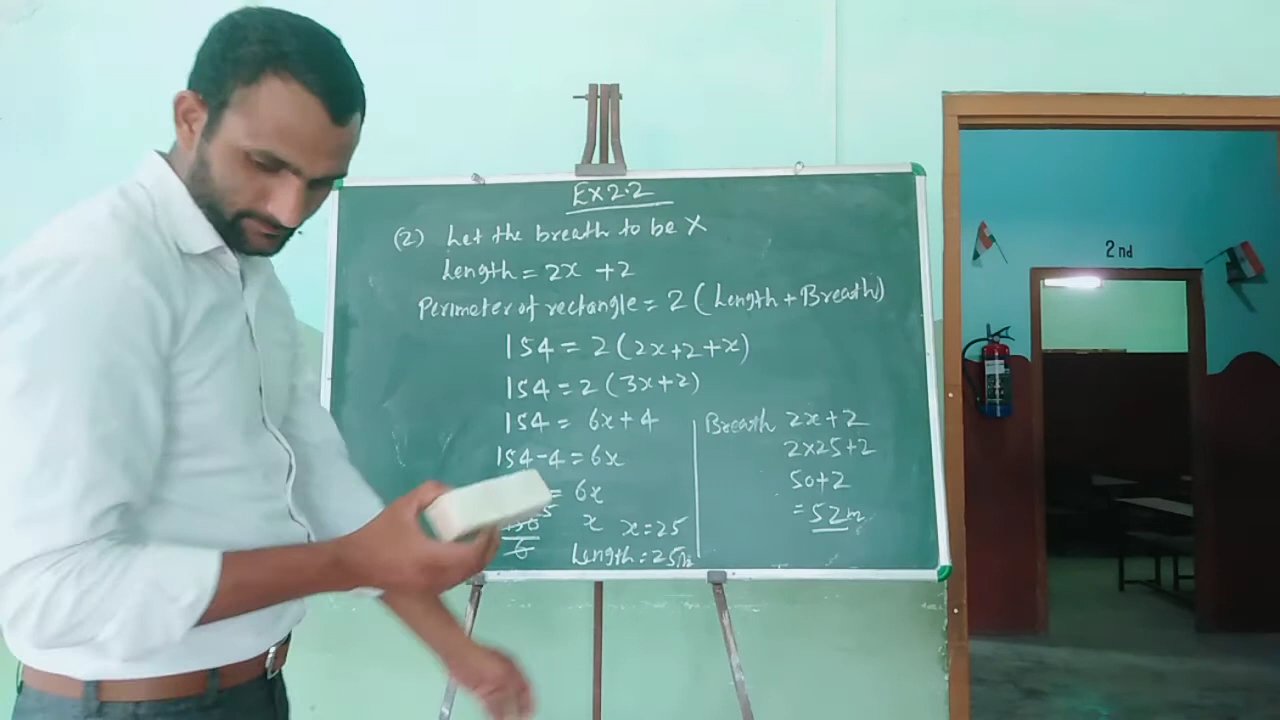 Ex 2.2
(2) Let the breath to be X
Length = 2x + 2
Perimeter of rectangle = 2 (Length + Breath)
154 = 2 (2x+2+x)
154 = 2 (3x+2)
154 = 6x + 4
154 - 4 = 6x
= 6x
6
x x = 25
Length = 25m
Breath 2x + 2
2x25+2
50+2
= 52m
2nd